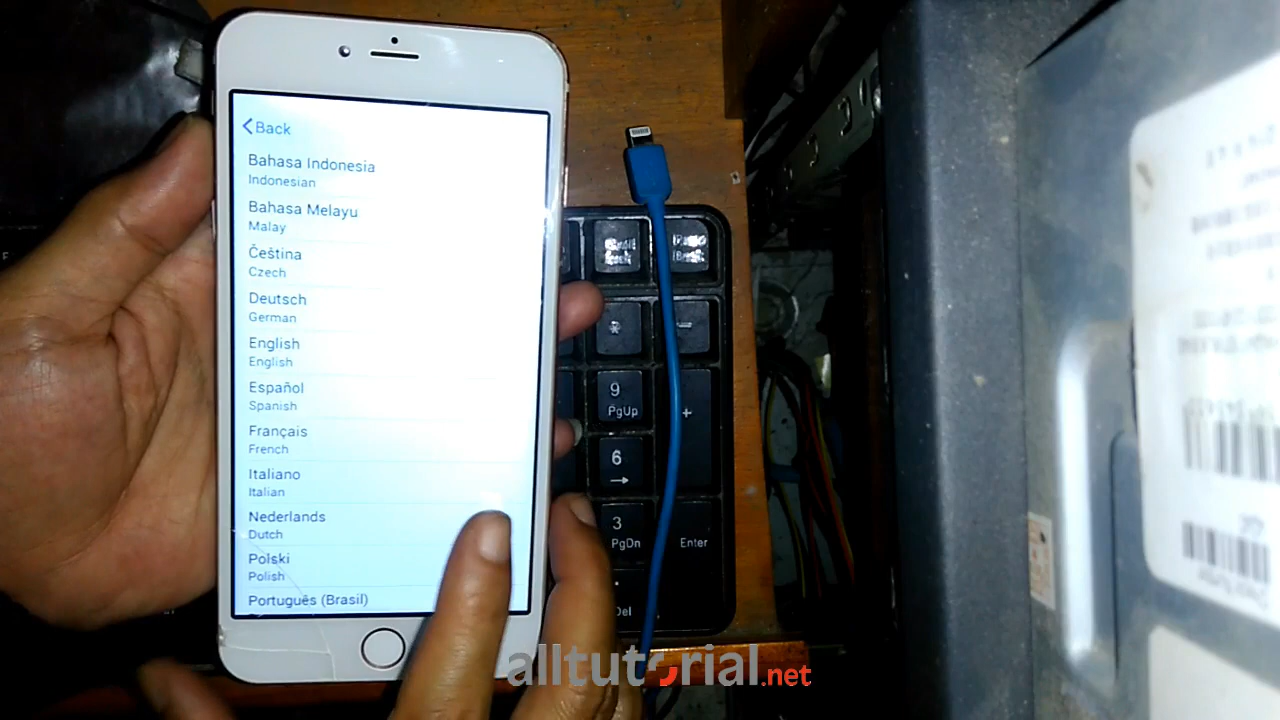 Back
Bahasa Indonesia
Indonesian
Bahasa Melayu
Malay
Čeština
Czech
Deutsch
German
English
English
Español
Spanish
Français
French
Italiano
Italian
Nederlands
Dutch
Polski
Polish
Português (Brasil)
*
9
PgUp
+
6
→
3
PgDn
Enter
.
Del
alltutorial.net